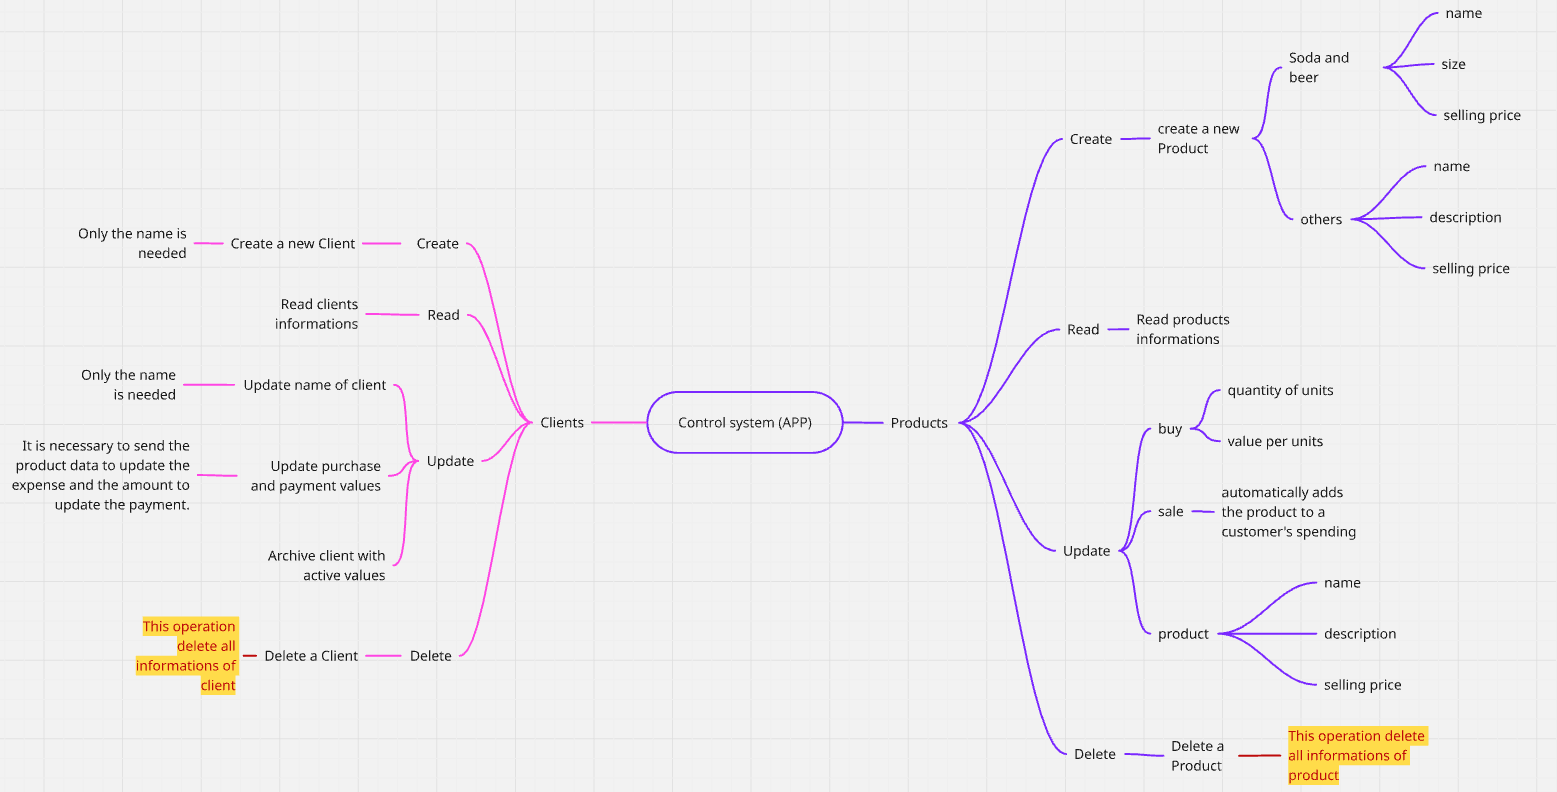 Control system (APP)
Clients
Create
Create a new Client
Only the name is
needed
Read
Read clients
informations
Update
Update name of client
Only the name
is needed
Update purchase
and payment values
It is necessary to send the
product data to update the
expense and the amount to
update the payment.
Archive client with
active values
Delete
Delete a Client
This operation
delete all
informations of
client
Products
Create
create a new
Product
Soda and
beer
name
size
selling price
others
name
description
selling price
Read
Read products
informations
Update
buy
quantity of units
value per units
sale
automatically adds
the product to a
customer's spending
product
name
description
selling price
Delete
Delete a
Product
This operation delete
all informations of
product